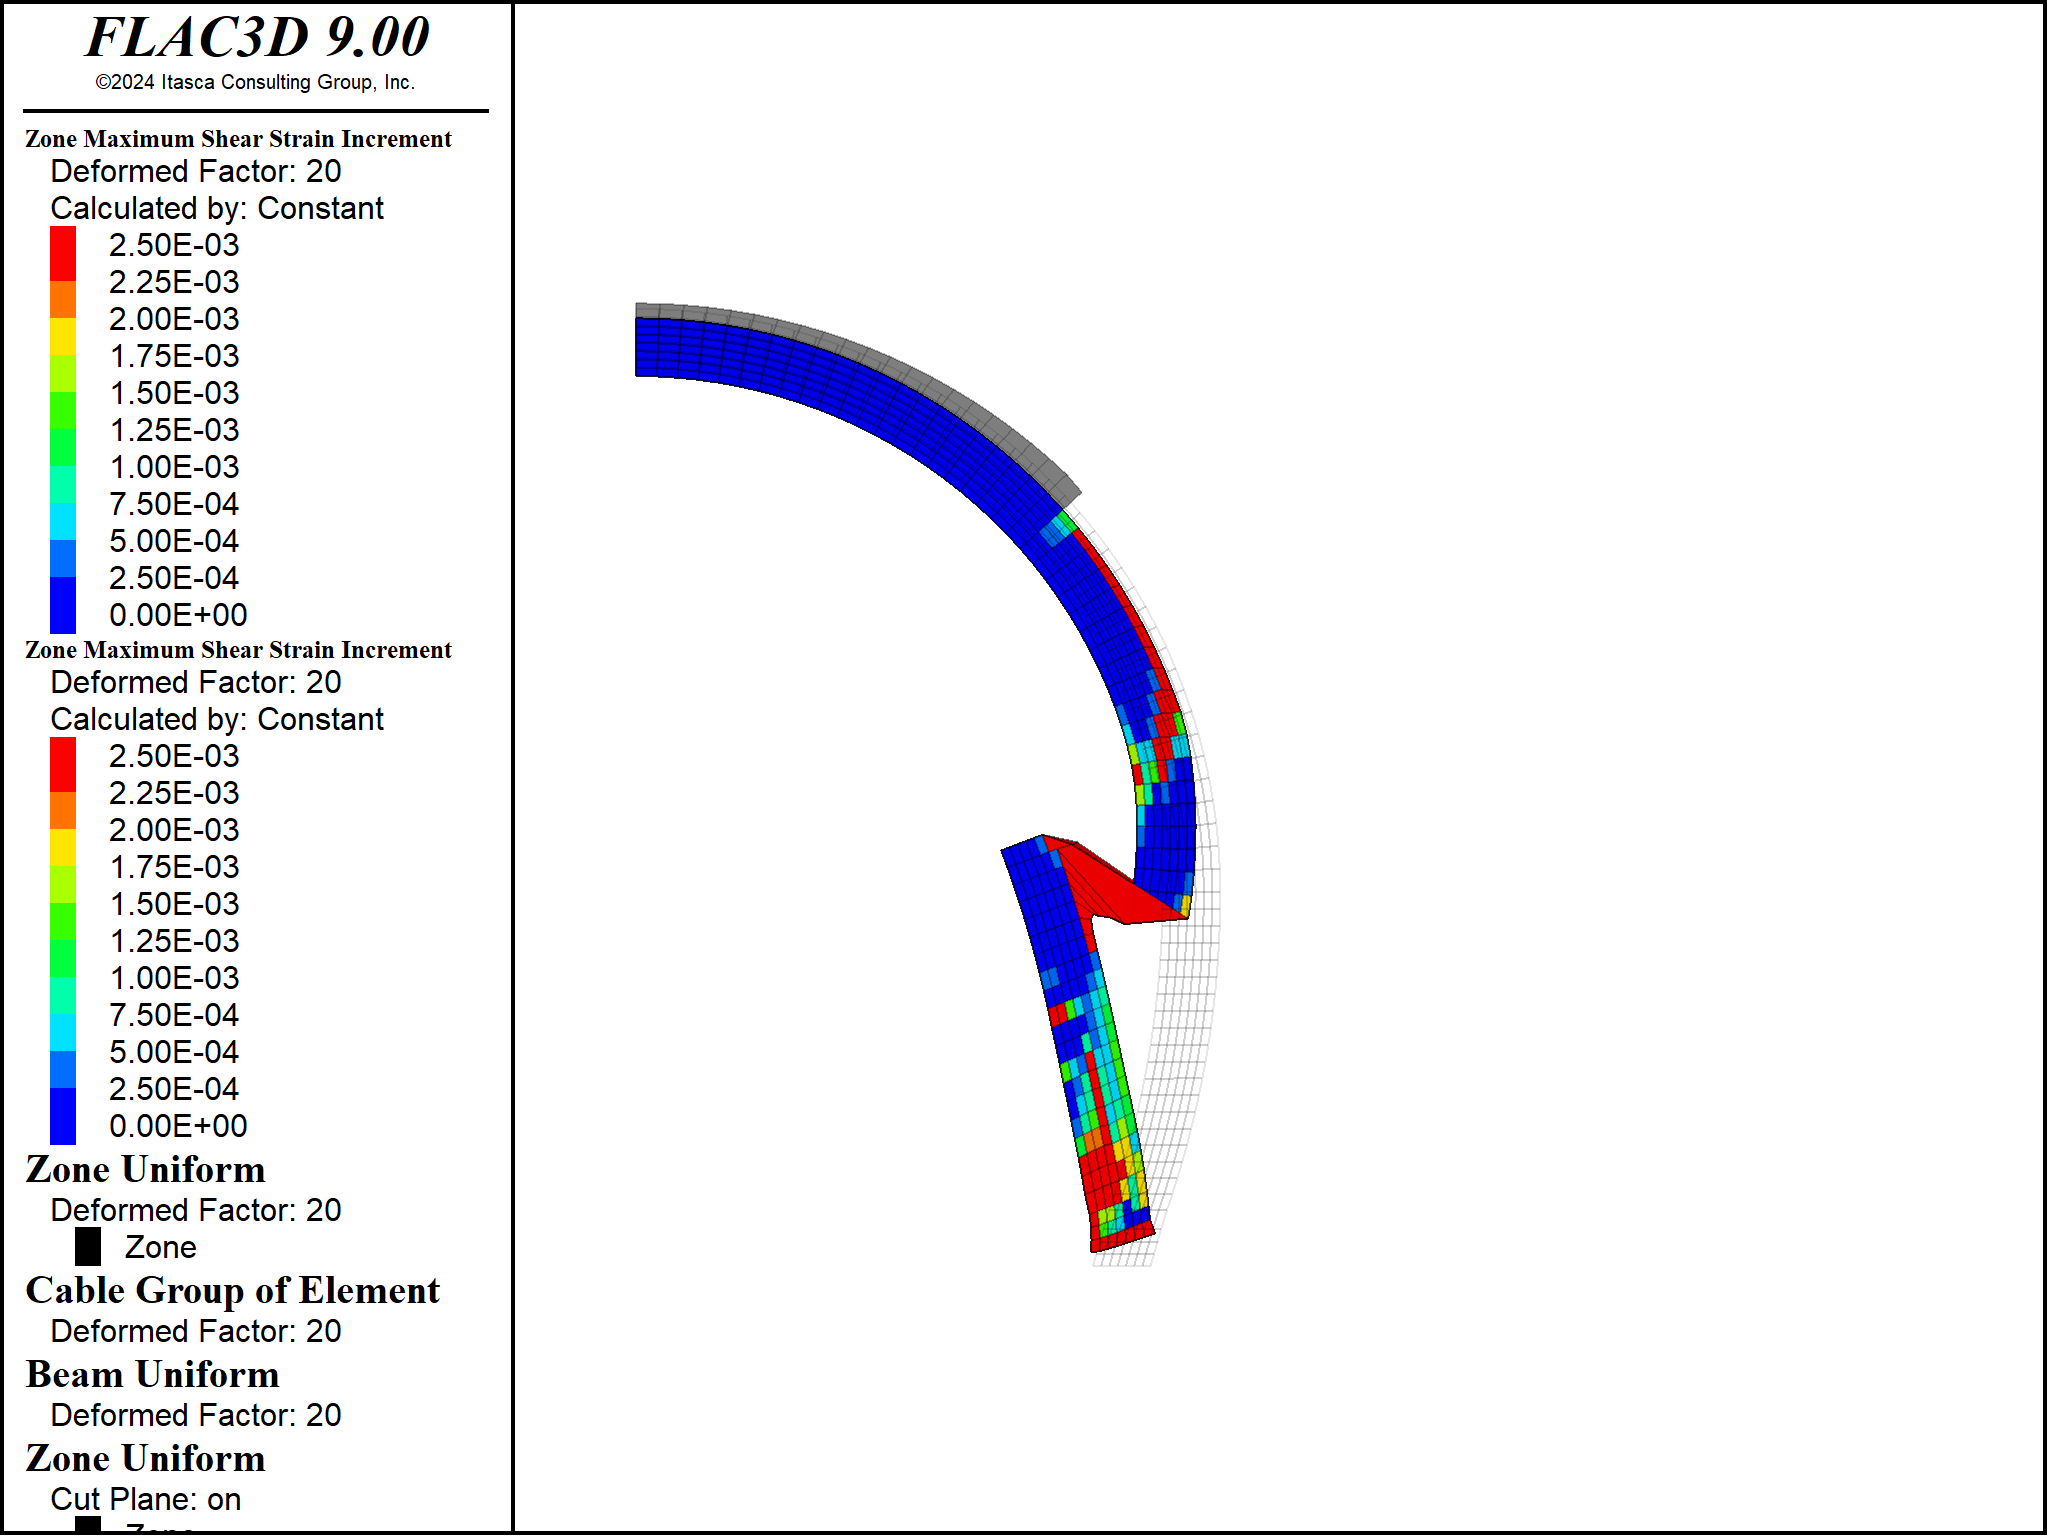 FLAC3D 9.00
©2024 Itasca Consulting Group, Inc.
Zone Maximum Shear Strain Increment
Deformed Factor: 20
Calculated by: Constant
2.50E-03
2.25E-03
2.00E-03
1.75E-03
1.50E-03
1.25E-03
1.00E-03
7.50E-04
5.00E-04
2.50E-04
0.00E+00
Zone Maximum Shear Strain Increment
Deformed Factor: 20
Calculated by: Constant
2.50E-03
2.25E-03
2.00E-03
1.75E-03
1.50E-03
1.25E-03
1.00E-03
7.50E-04
5.00E-04
2.50E-04
0.00E+00
Zone Uniform
Deformed Factor: 20
Zone
Cable Group of Element
Deformed Factor: 20
Beam Uniform
Deformed Factor: 20
Zone Uniform
Cut Plane: on
Zone